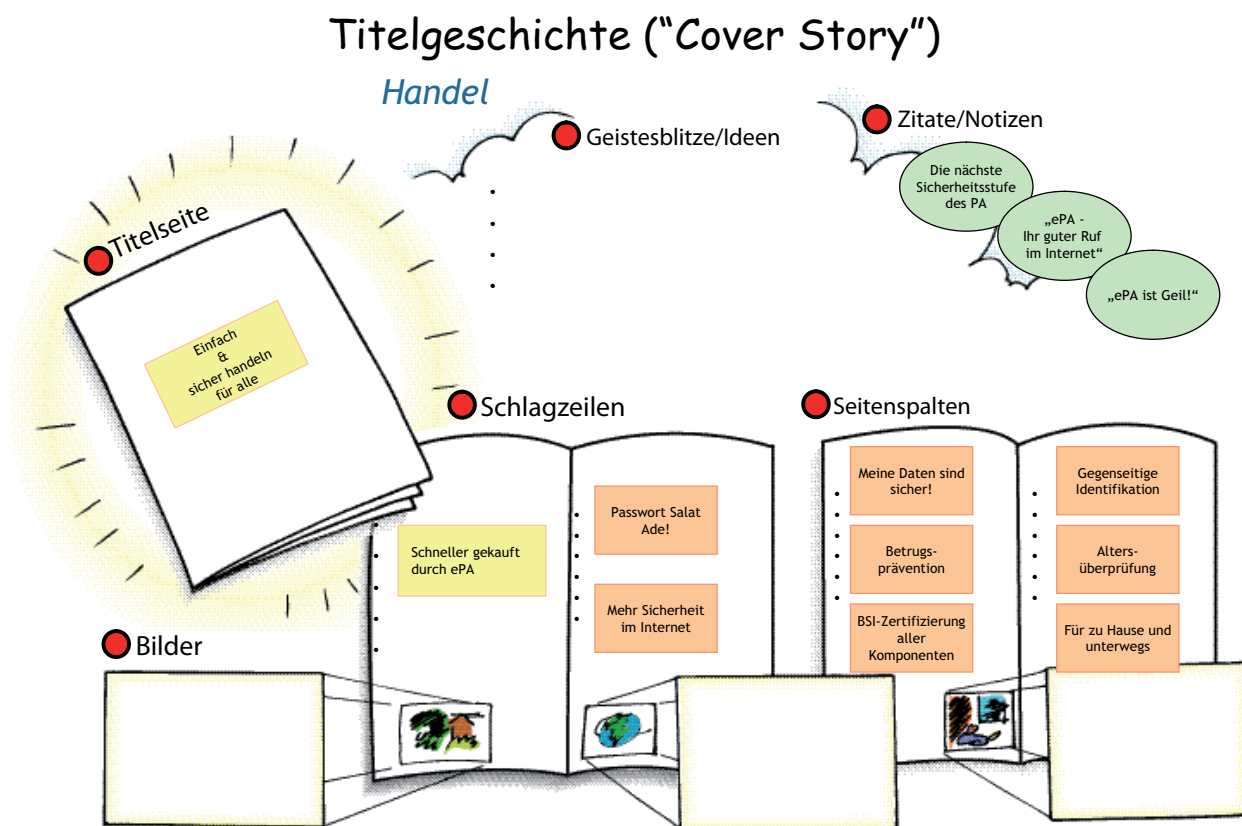 Titelgeschichte (“Cover Story”)
Handel
Geistesblitze/Ideen
Zitate/Notizen
Die nächste
Sicherheitsstufe
des PA
„ePA -
Ihr guter Ruf
im Internet“
„ePA ist Geil!“
Titelseite
Einfach
&
sicher handeln
für alle
Schlagzeilen
Schneller gekauft
durch ePA
Passwort Salat
Ade!
Mehr Sicherheit
im Internet
Seitenspalten
Meine Daten sind
sicher!
Betrugs-
prävention
BSI-Zertifizierung
aller
Komponenten
Gegenseitige
Identifikation
Alters-
überprüfung
Für zu Hause und
unterwegs
Bilder